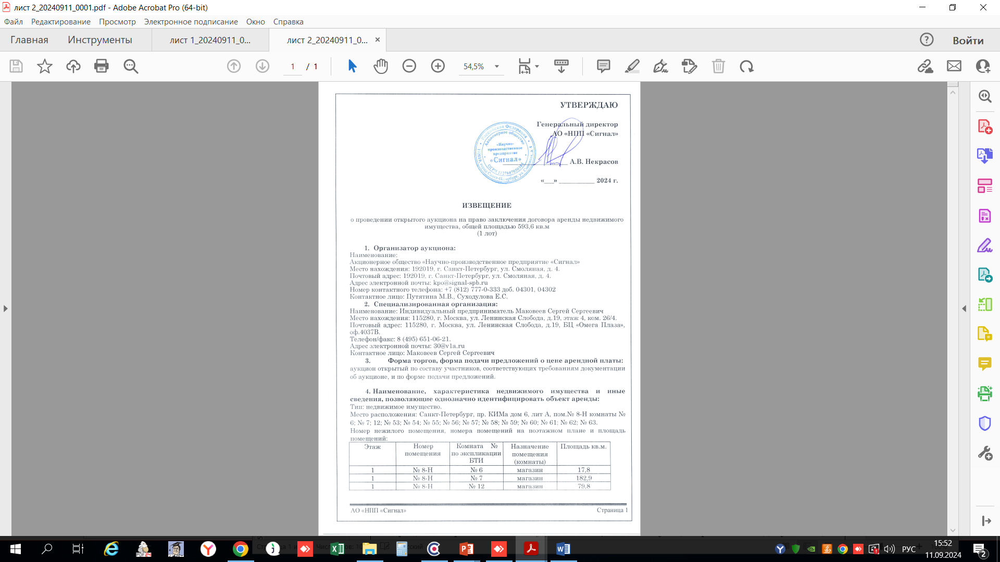 лист 2_20240911_0001.pdf - Adobe Acrobat Pro (64-bit)
Файл Редактирование Просмотр Электронное подписание Окно Справка
Главная Инструменты лист 1_20240911_0... лист 2_20240911_0... × Войти
1 / 1 54,5%
УТВЕРЖДАЮ
Генеральный директор
АО «НПП «Сигнал»
Российская Федерация
Акционерное общество
«Научно-
производственное
предприятие
«Сигнал»
А.В. Некрасов
«___» __________ 2024 г.
ИЗВЕЩЕНИЕ
о проведении открытого аукциона на право заключения договора аренды недвижимого
имущества, общей площадью 593,6 кв.м
(1 лот)
1. Организатор аукциона:
Наименование:
Акционерное общество «Научно-производственное предприятие «Сигнал»
Место нахождения: 192019, г. Санкт-Петербург, ул. Смоляная, д. 4.
Почтовый адрес: 192019, г. Санкт-Петербург, ул. Смоляная, д. 4.
Адрес электронной почты: kpo@signal-spb.ru
Номер контактного телефона: +7 (812) 777-0-333 доб. 04301, 04302
Контактное лицо: Путятина М.В., Суходулова Е.С.
2. Специализированная организация:
Наименование: Индивидуальный предприниматель Маковеев Сергей Сергеевич
Место нахождения: 115280, г. Москва, ул. Ленинская Слобода, д.19, этаж 4, ком. 26/4.
Почтовый адрес: 115280, г. Москва, ул. Ленинская Слобода, д.19, БЦ «Омега Плаза»,
оф.4037В.
Телефон/факс: 8 (495) 651-06-21.
Адрес электронной почты: 30@v1a.ru
Контактное лицо: Маковеев Сергей Сергеевич
3. Форма торгов, форма подачи предложений о цене арендной платы:
аукцион открытый по составу участников, соответствующих требованиям документации
об аукционе, и по форме подачи предложений.
4. Наименование, характеристика недвижимого имущества и иные
сведения, позволяющие однозначно идентифицировать объект аренды:
Тип: недвижимое имущество.
Место расположения: Санкт-Петербург, пр. КИМа дом 6, лит А, пом.№ 8-Н комнаты №
6; № 7; 12; № 53; № 54; № 55; № 56; № 57; № 58; № 59; № 60; № 61; № 62; № 63.
Номер нежилого помещения, номера помещений на поэтажном плане и площадь
помещений:
Этаж Номер помещения Комната № по экспликации БТИ Назначение помещения (комнаты) Площадь кв.м.
1 № 8-Н № 6 магазин 17,8
1 № 8-Н № 7 магазин 182,9
1 № 8-Н № 12 магазин 79,8
АО «НПП «Сигнал» Страница 1
РУС
15:52
11.09.2024
2